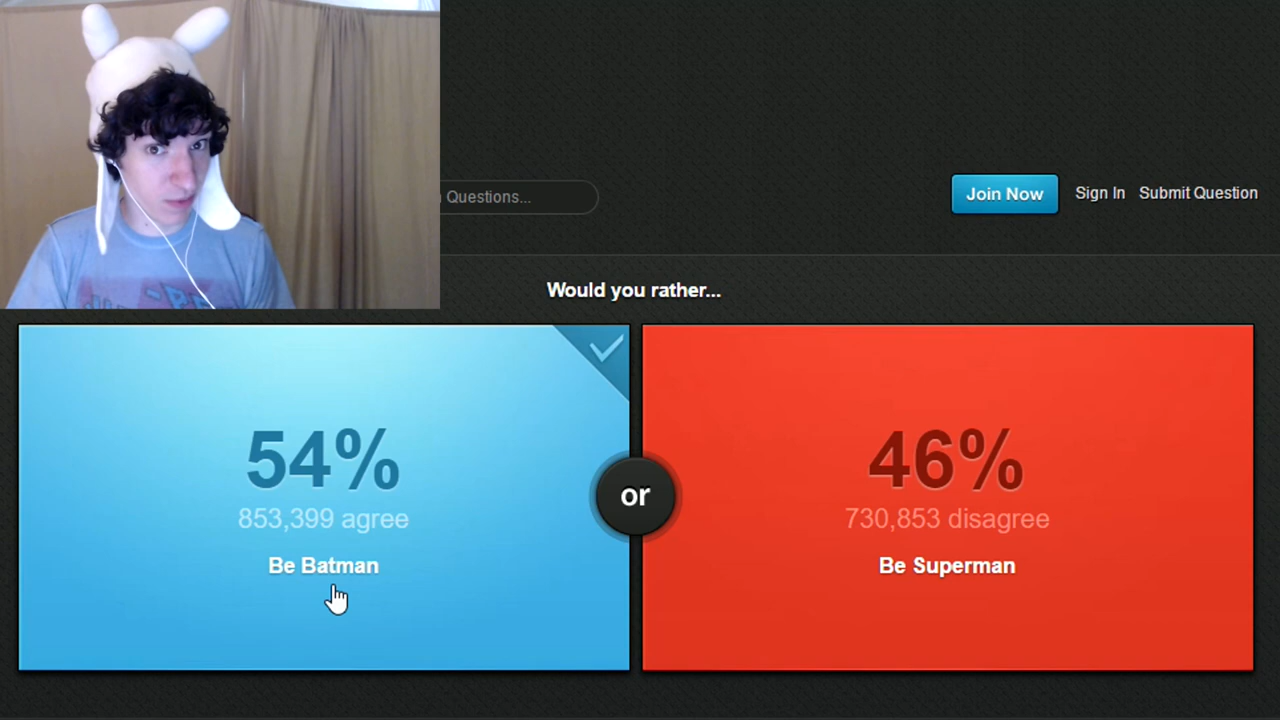 Questions...
Join Now
Sign In
Submit Question
Would you rather...
54%
853,399 agree
Be Batman
or
46%
730,853 disagree
Be Superman